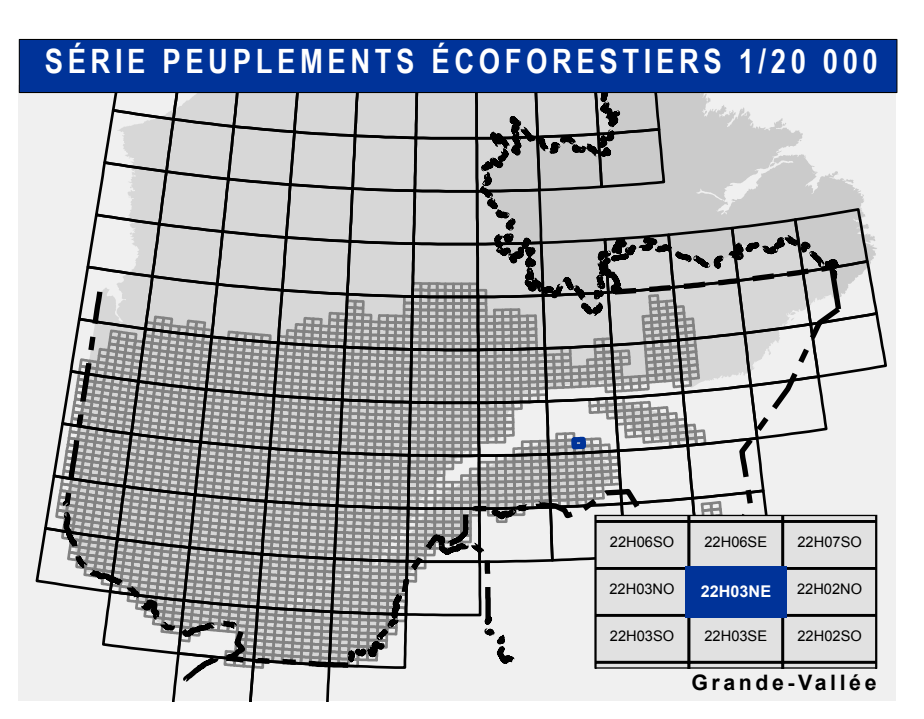 SÉRIE PEUPLEMENTS ÉCOFORESTIERS 1/20 000
22H06SO 22H06SE 22H07SO
22H03NO 22H03NE 22H02NO
22H03SO 22H03SE 22H02SO
Grande-Vallée